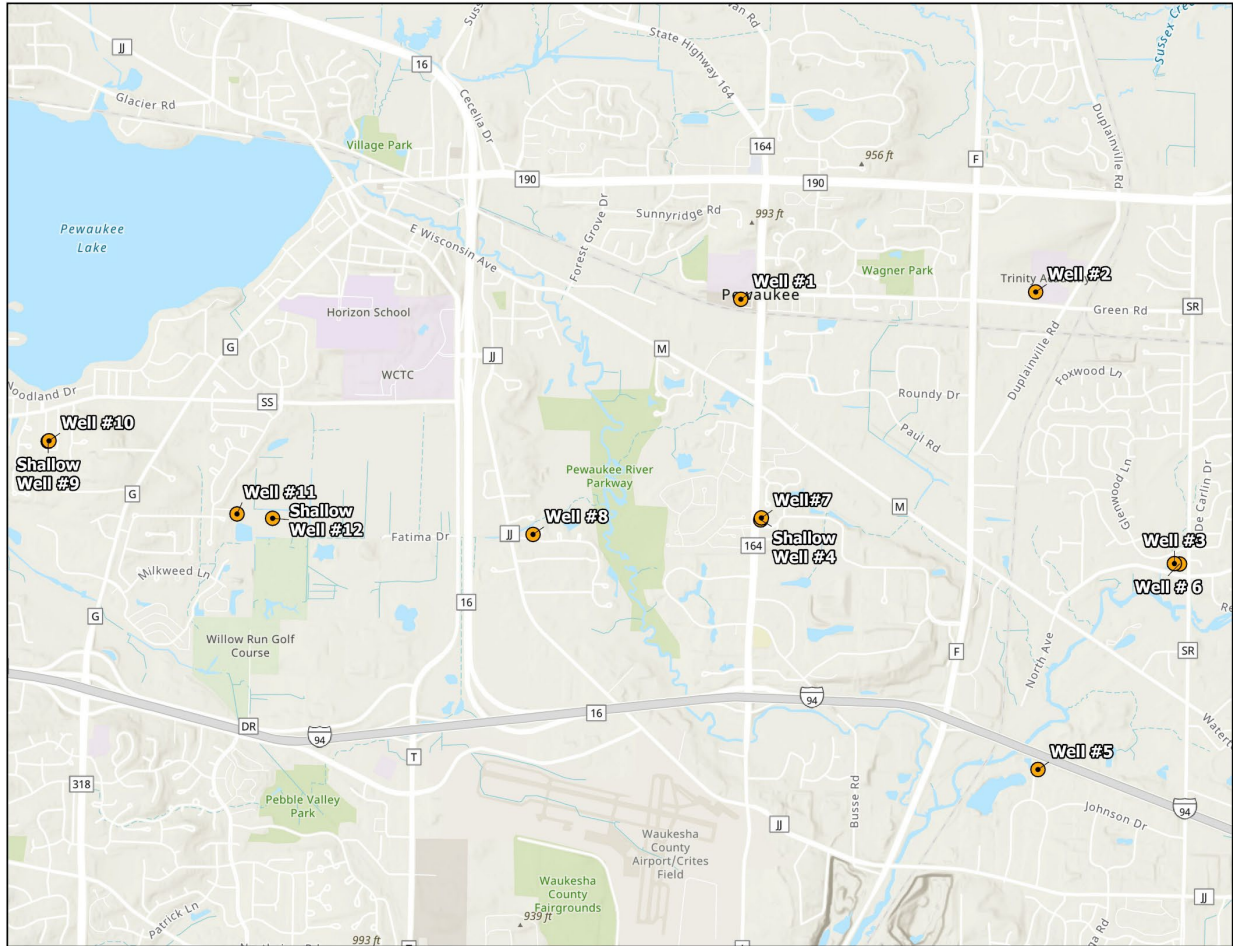 JJ
16
Glacier Rd
Cecelia Dr
State Highway 164
Sussex Creek
Duplainville Rd
Village Park
164
956 ft
F
190
190
Sunnyridge Rd
993 ft
Forest Grove Dr
Pewaukee
Lake
E Wisconsin Ave
Wagner Park
Well #1
Pewaukee
Trinity Academy
Well #2
Green Rd
SR
Horizon School
G
JJ
M
WCTC
Duplainville Rd
Foxwood Ln
Woodland Dr
SS
Roundy Dr
Paul Rd
Well #10
Shallow
Well #9
Pewaukee River
Parkway
Glenwood Ln
De Carlin Dr
G
Well #11
Shallow
Well #12
Fatima Dr
JJ
Well #8
Well#7
Shallow
Well #4
164
M
Well #3
Well # 6
Milkweed Ln
G
16
Willow Run Golf
Course
F
North Ave
SR
94
16
DR
94
T
Well #5
318
Pebble Valley
Park
Busse Rd
Johnson Dr
94
JJ
Waukesha
County
Airport/Crites
Field
Waukesha
County
Fairgrounds
JJ
Patrick Ln
939 ft
993 ft